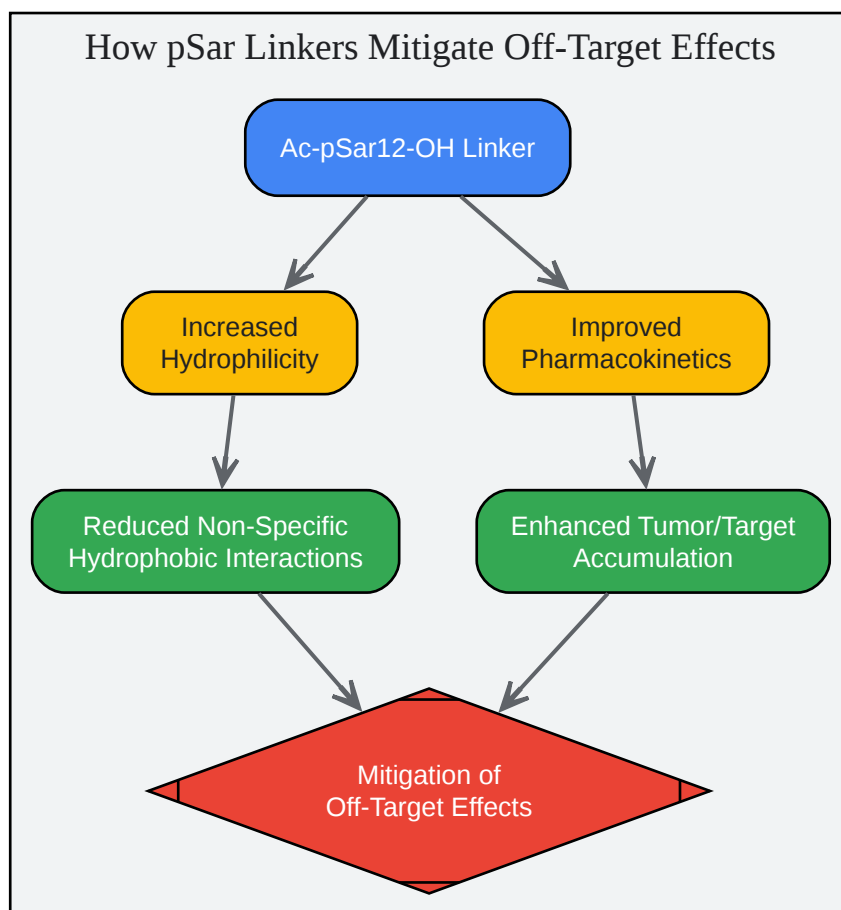 How pSar Linkers Mitigate Off-Target Effects
Ac-pSar12-OH Linker
Increased
Hydrophilicity
Improved
Pharmacokinetics
Reduced Non-Specific
Hydrophobic Interactions
Enhanced Tumor/Target
Accumulation
Mitigation of
Off-Target Effects